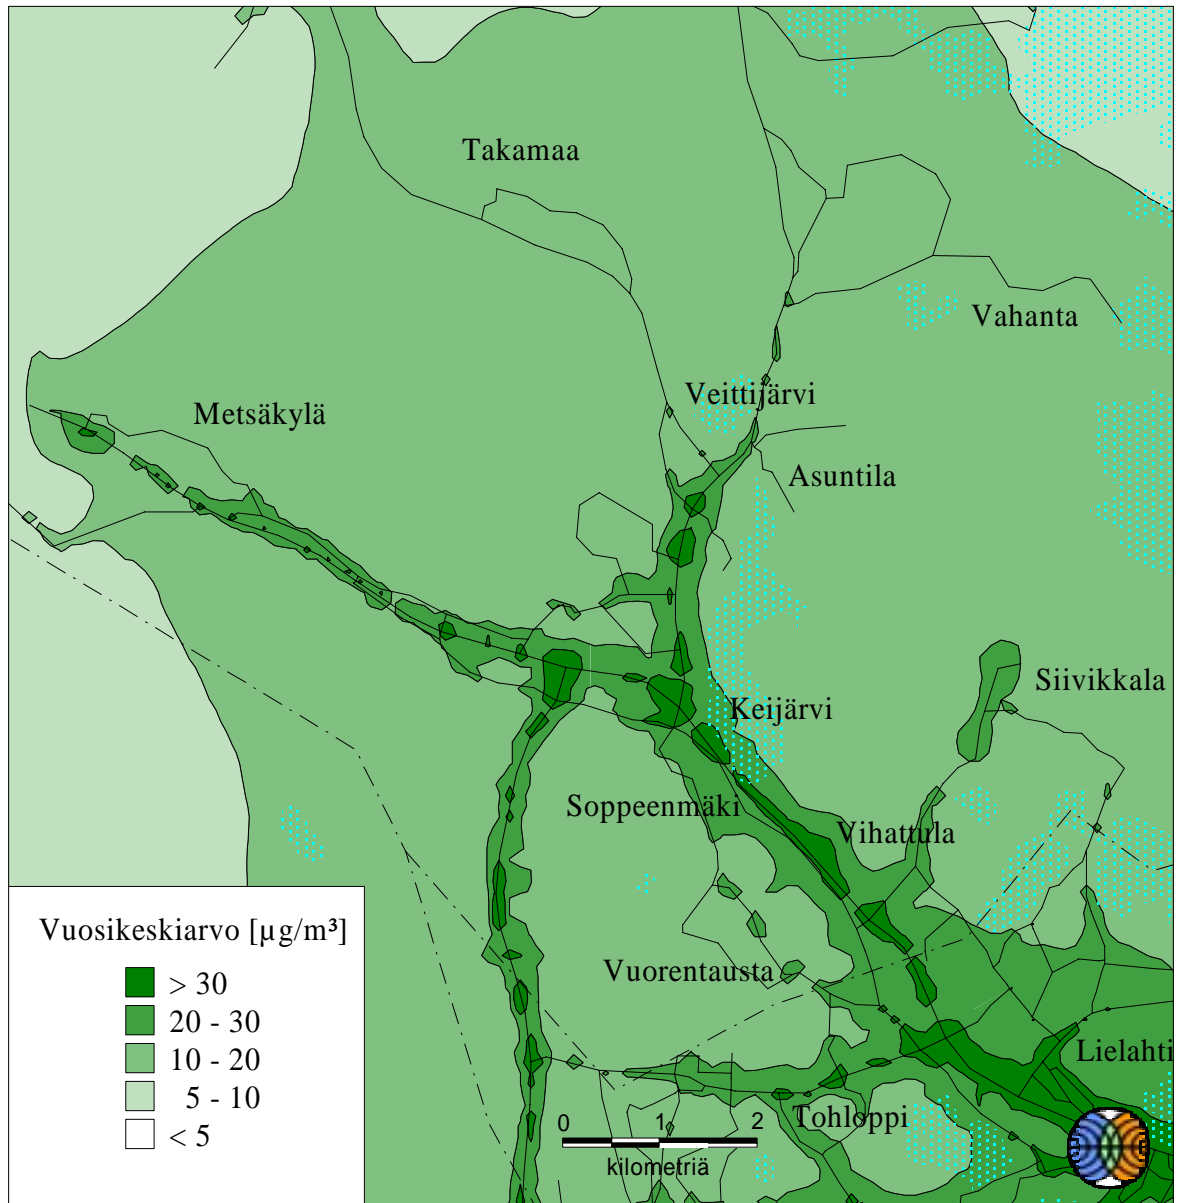 Takamaa
Vahanta
Veittijärvi
Metsäkylä
Asuntila
Siivikkala
Keijärvi
Soppeenmäki
Vihattula
Vuorentausta
Lielahti
Tohloppi
Vuosikeskiarvo [µg/m³]
> 30
20 - 30
10 - 20
5 - 10
< 5
0 1 2
kilometriä